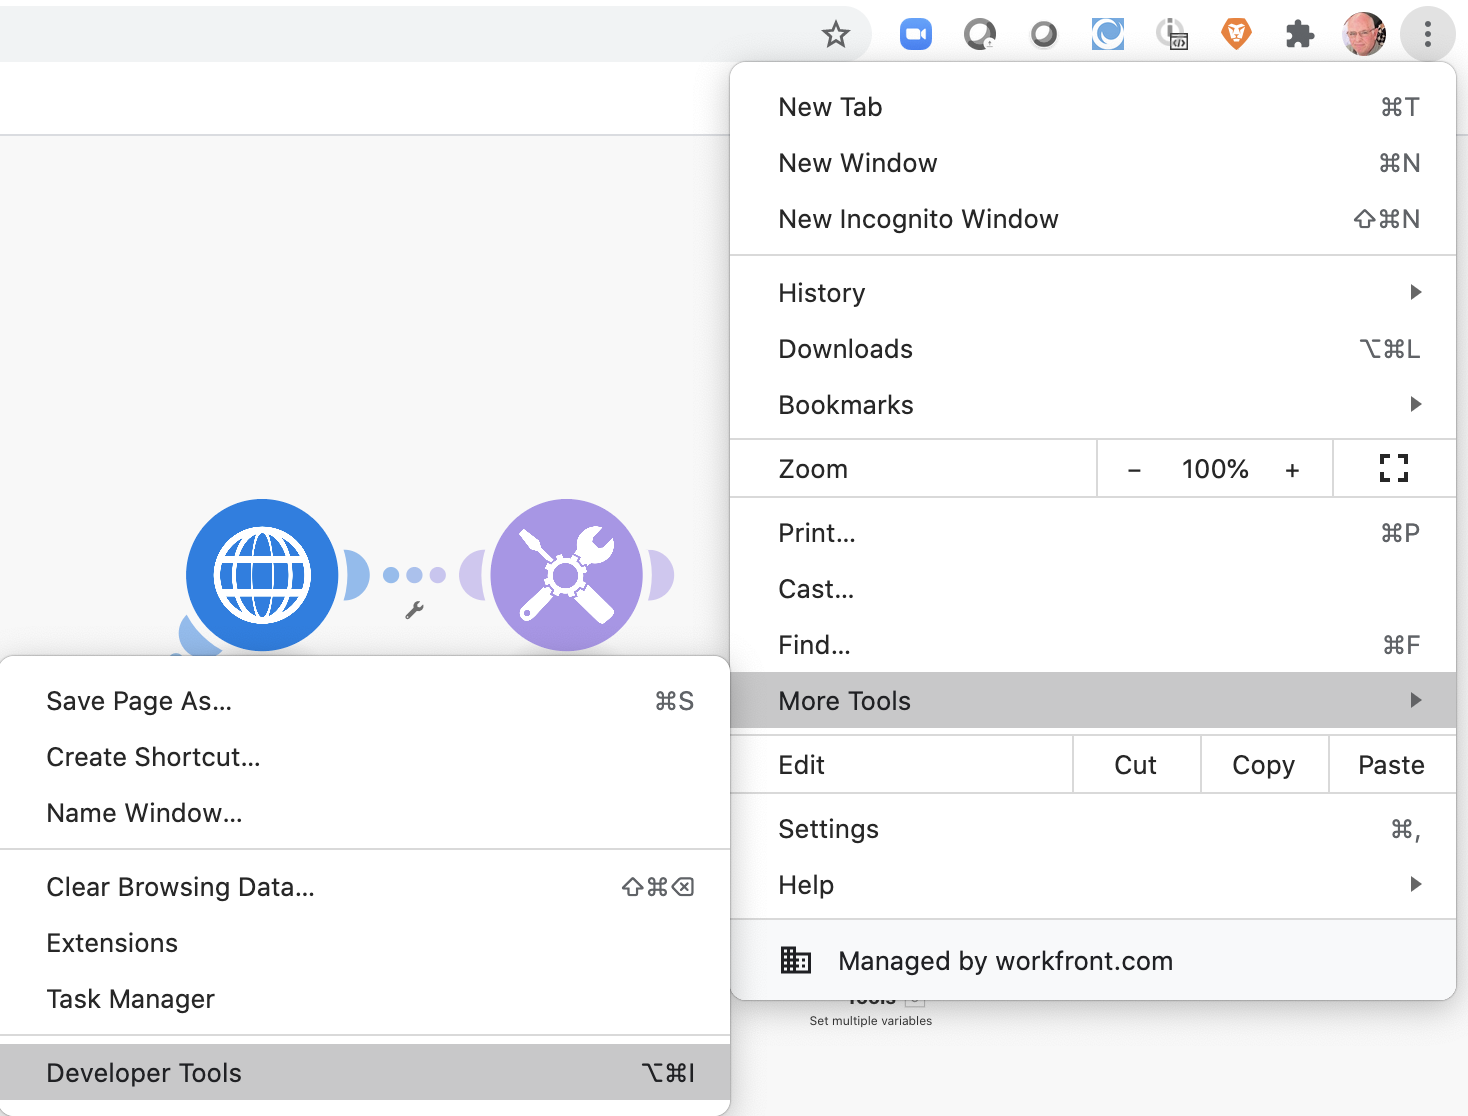 New Tab ⌘T
New Window ⌘N
New Incognito Window ⇧⌘N
History
Downloads ⌥⌘L
Bookmarks
Zoom − 100% +
Print... ⌘P
Cast...
Find... ⌘F
More Tools
Edit Cut Copy Paste
Settings ⌘,
Help
Managed by workfront.com
Save Page As... ⌘S
Create Shortcut...
Name Window...
Clear Browsing Data... ⇧⌘⌫
Extensions
Task Manager
Developer Tools ⌥⌘I
Tools
Set multiple variables